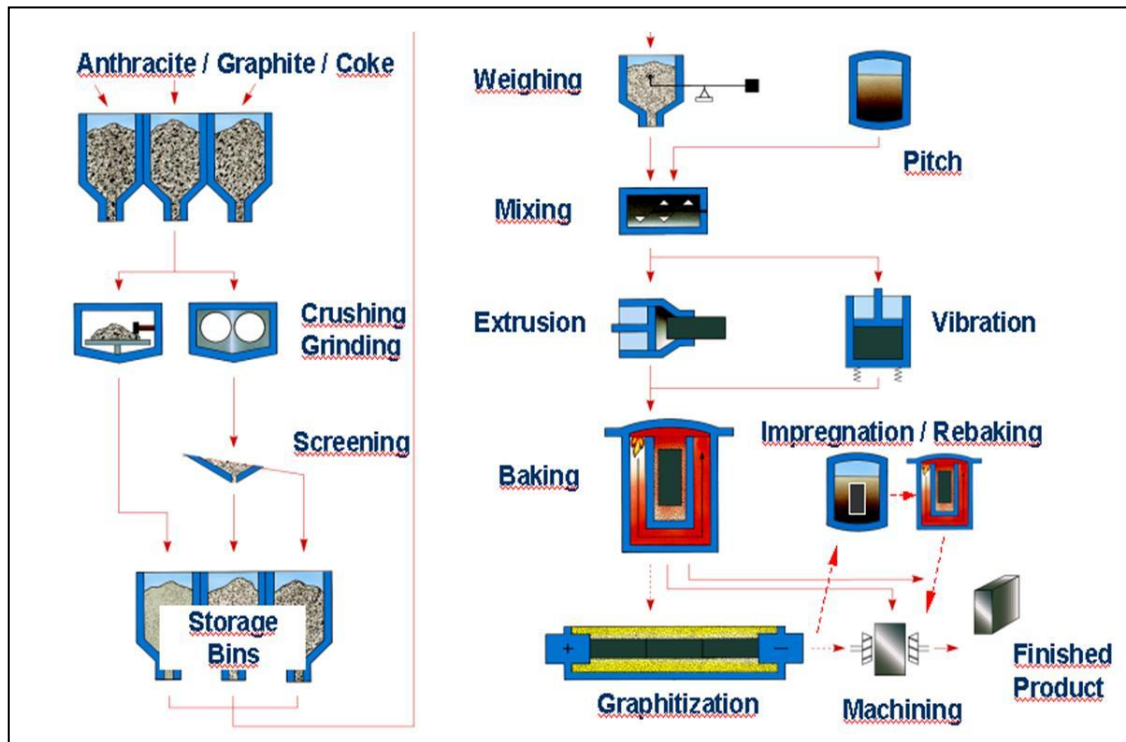 Anthracite / Graphite / Coke
Crushing
Grinding
Screening
Storage
Bins
Weighing
Pitch
Mixing
Extrusion
Vibration
Baking
Impregnation / Rebaking
+
−
Graphitization
Machining
Finished
Product